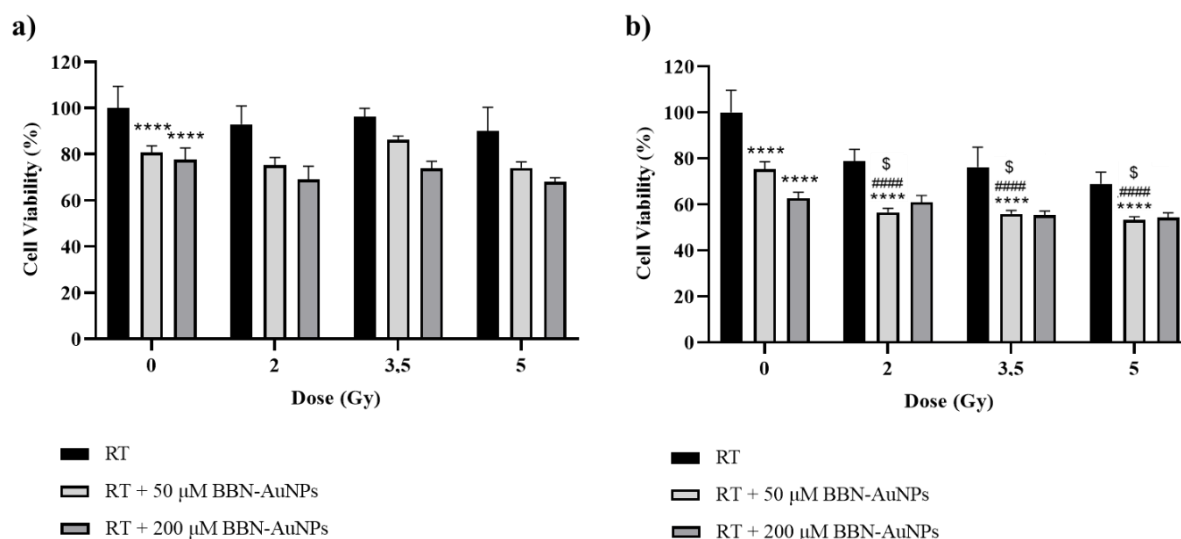 a)
120
100
80
60
40
20
0
Cell Viability (%)
****
****
0
2
3,5
5
Dose (Gy)
RT
RT + 50 μM BBN-AuNPs
RT + 200 μM BBN-AuNPs
b)
120
100
80
60
40
20
0
Cell Viability (%)
****
****
$
####
****
$
####
****
$
####
****
0
2
3,5
5
Dose (Gy)
RT
RT + 50 μM BBN-AuNPs
RT + 200 μM BBN-AuNPs